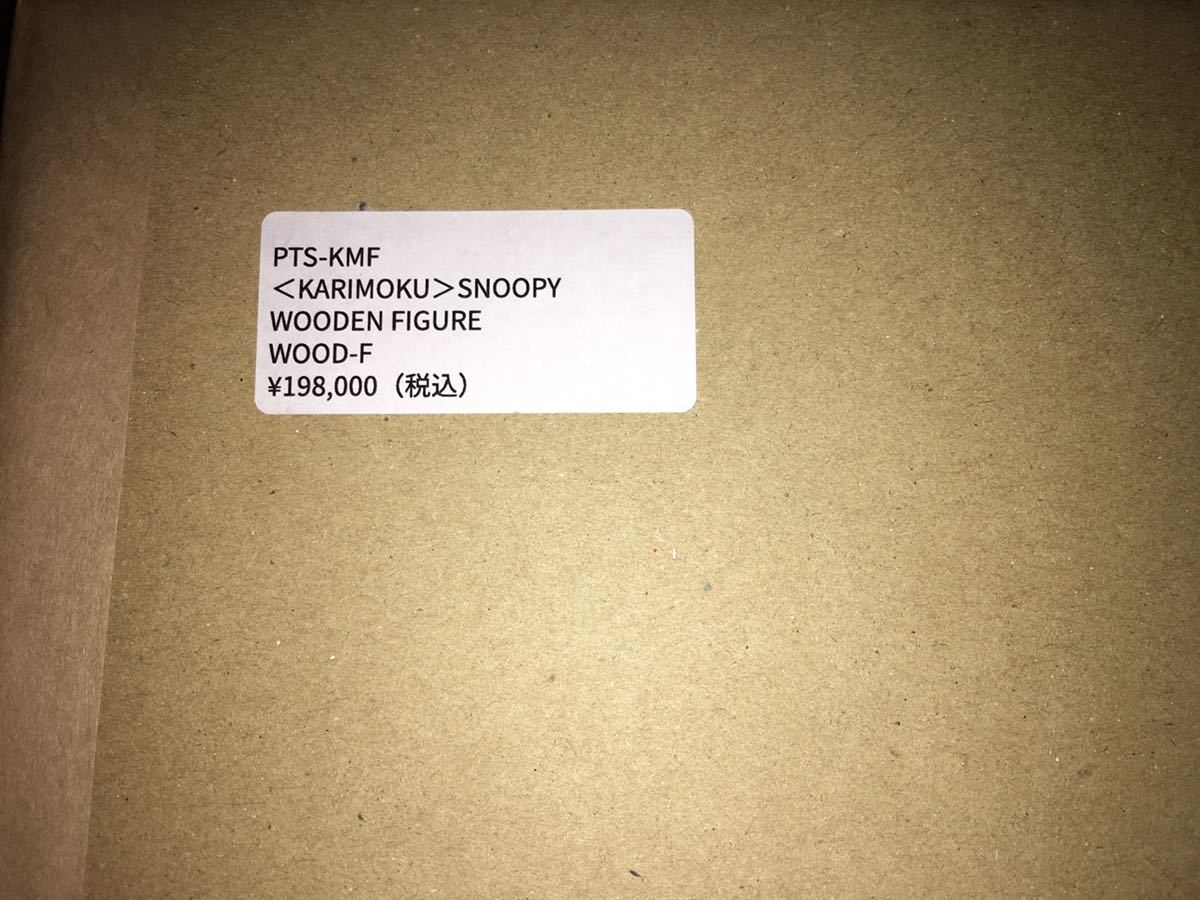 PTS-KMF
＜KARIMOKU＞SNOOPY
WOODEN FIGURE
WOOD-F
¥198,000（税込）